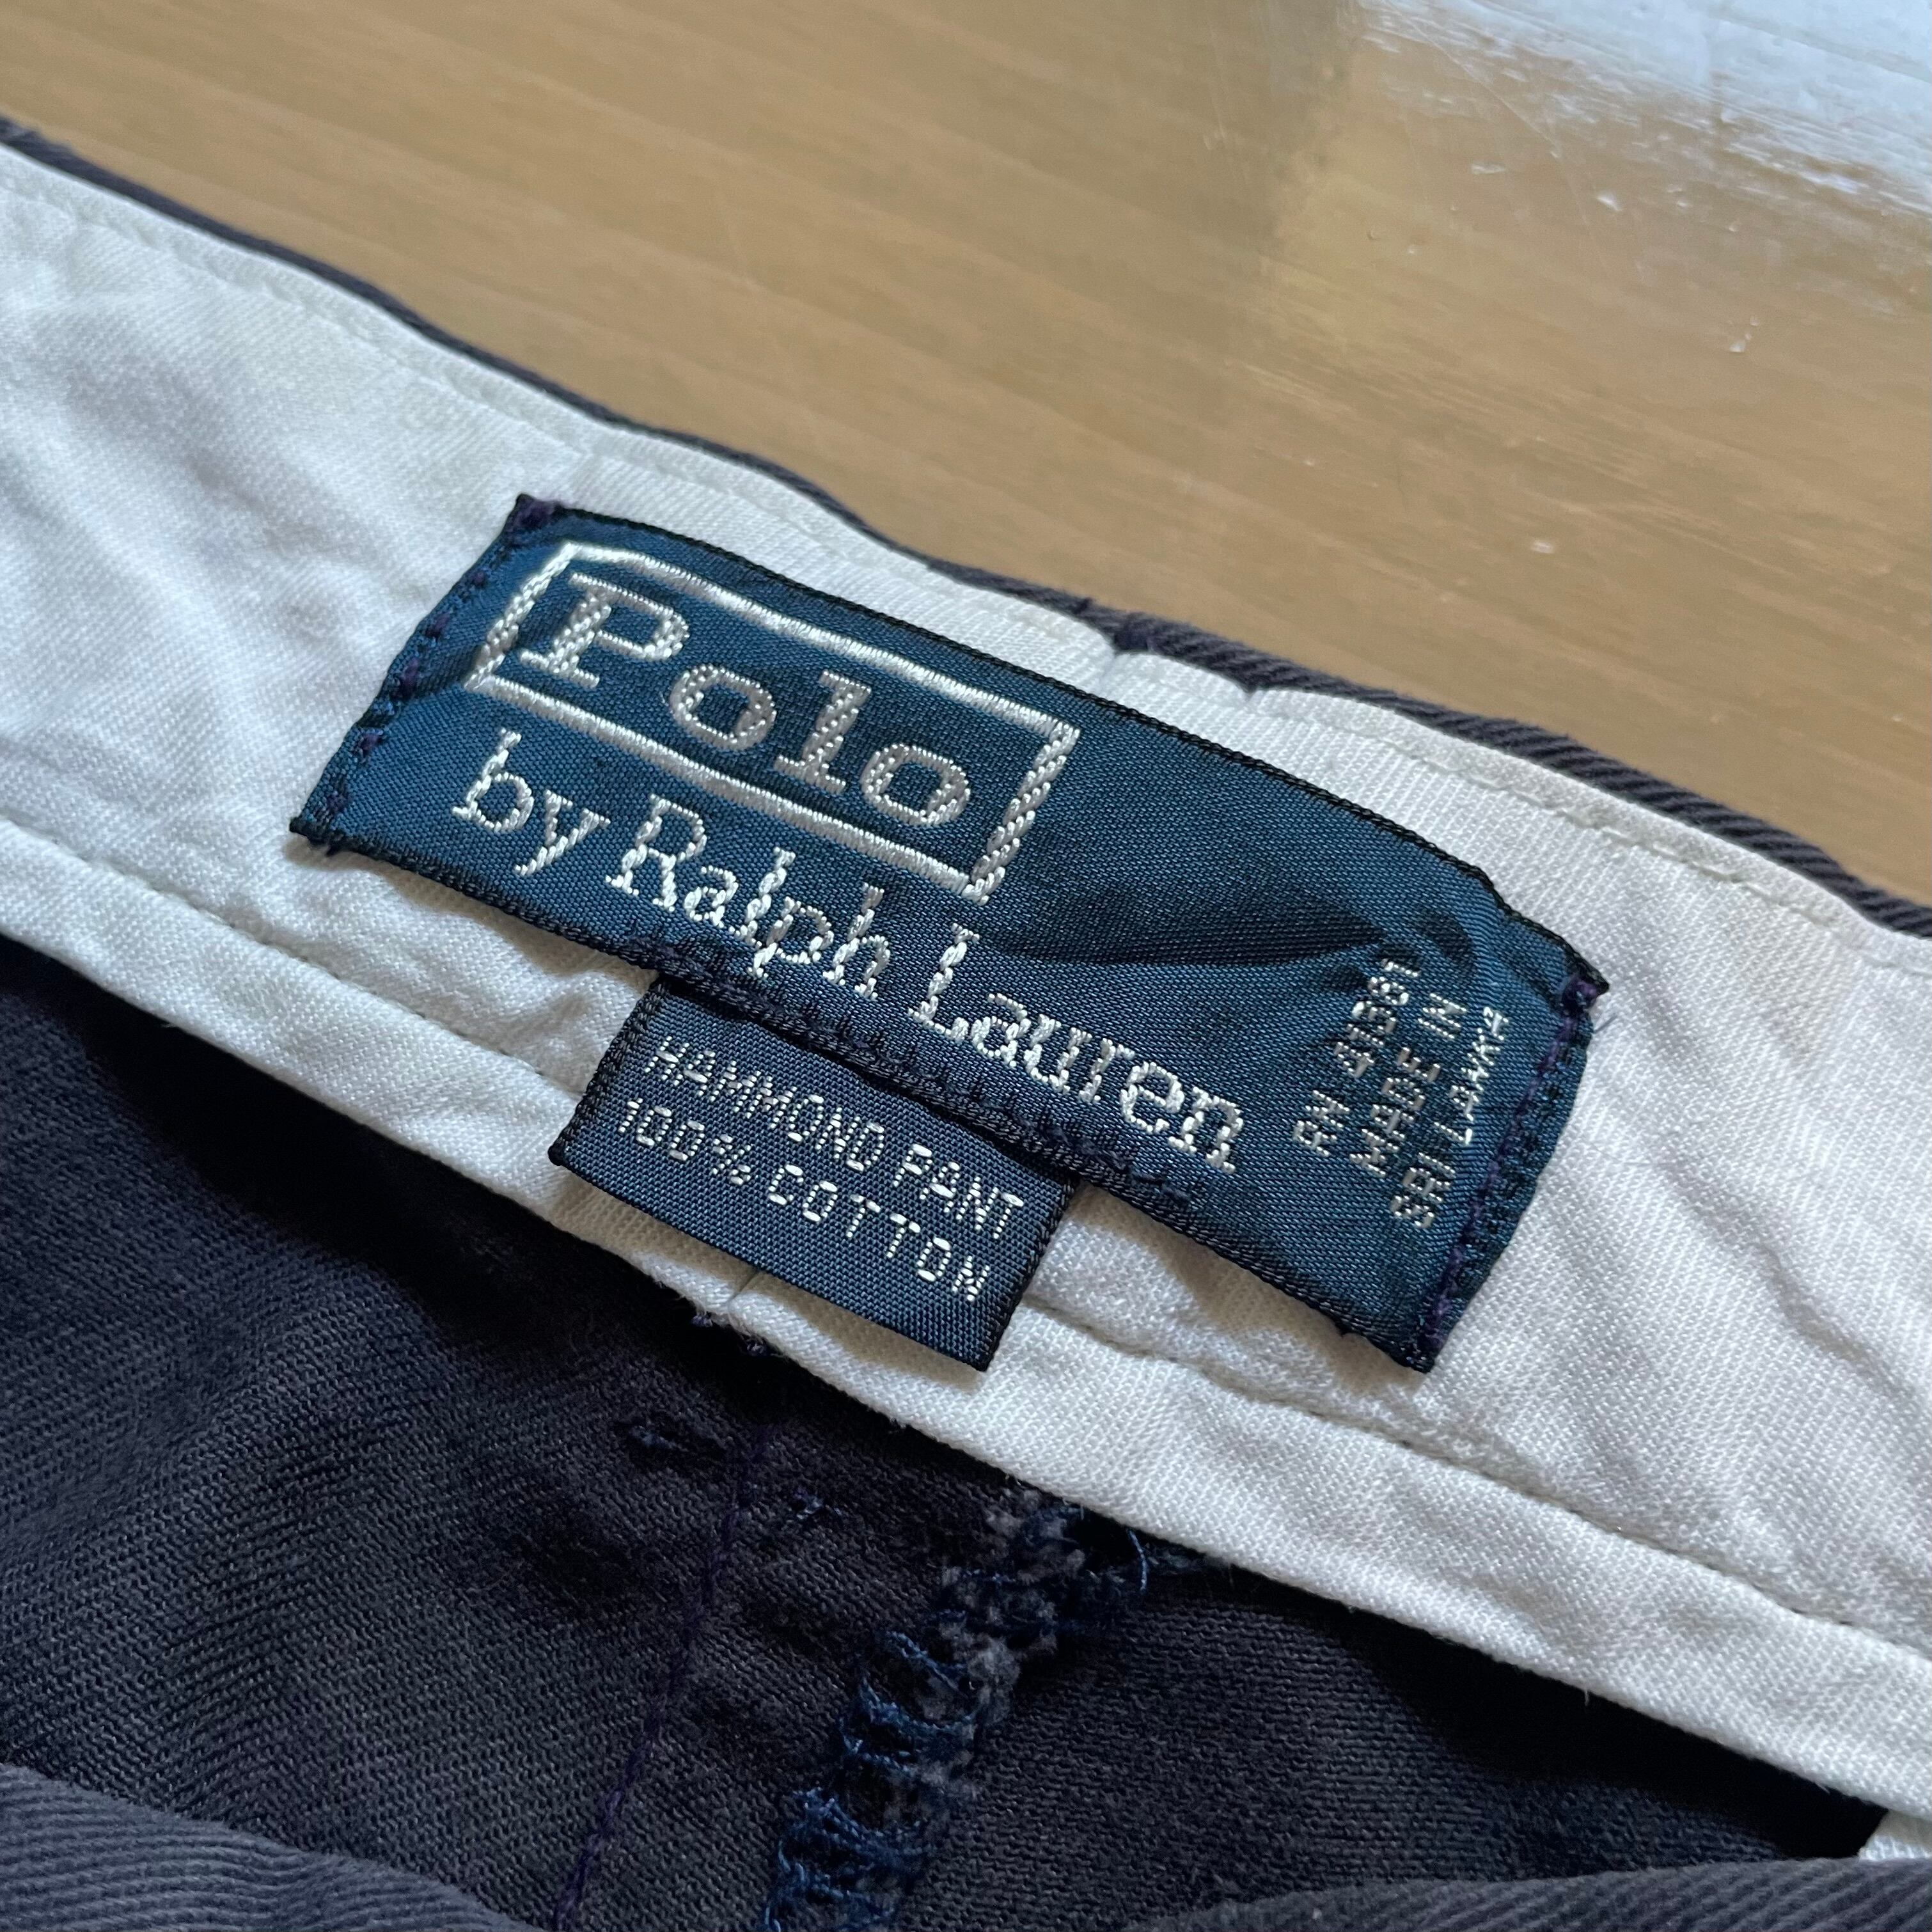 Polo
by Ralph Lauren
RN 41381
MADE IN
SRI LANKA
HAMMOND PANT
100% COTTON